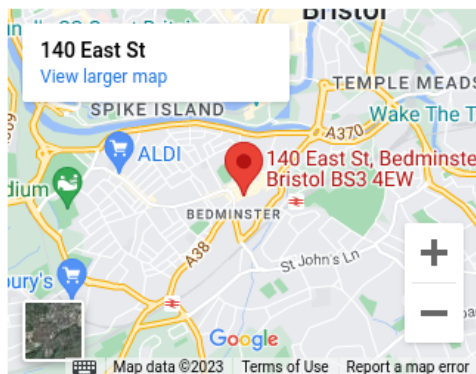 Bristol
140 East St
View larger map
TEMPLE MEADS
Wake The T
SPIKE ISLAND
A370
ALDI
140 East St, Bedminste
Bristol BS3 4EW
dium
BEDMINSTER
A38
St John's Ln
bury's
+
−
Google
Map data ©2023 Terms of Use Report a map error